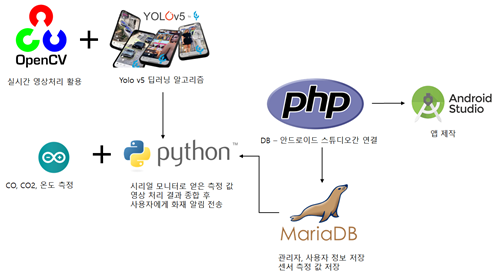 OpenCV
YOLOv5
실시간 영상처리 활용
Yolo v5 딥러닝 알고리즘
php
Android
Studio
DB – 안드로이드 스튜디오간 연결
앱 제작
python™
CO, CO2, 온도 측정
시리얼 모니터로 얻은 측정 값
영상 처리 결과 종합 후
사용자에게 화재 알림 전송
MariaDB
관리자, 사용자 정보 저장
센서 측정 값 저장